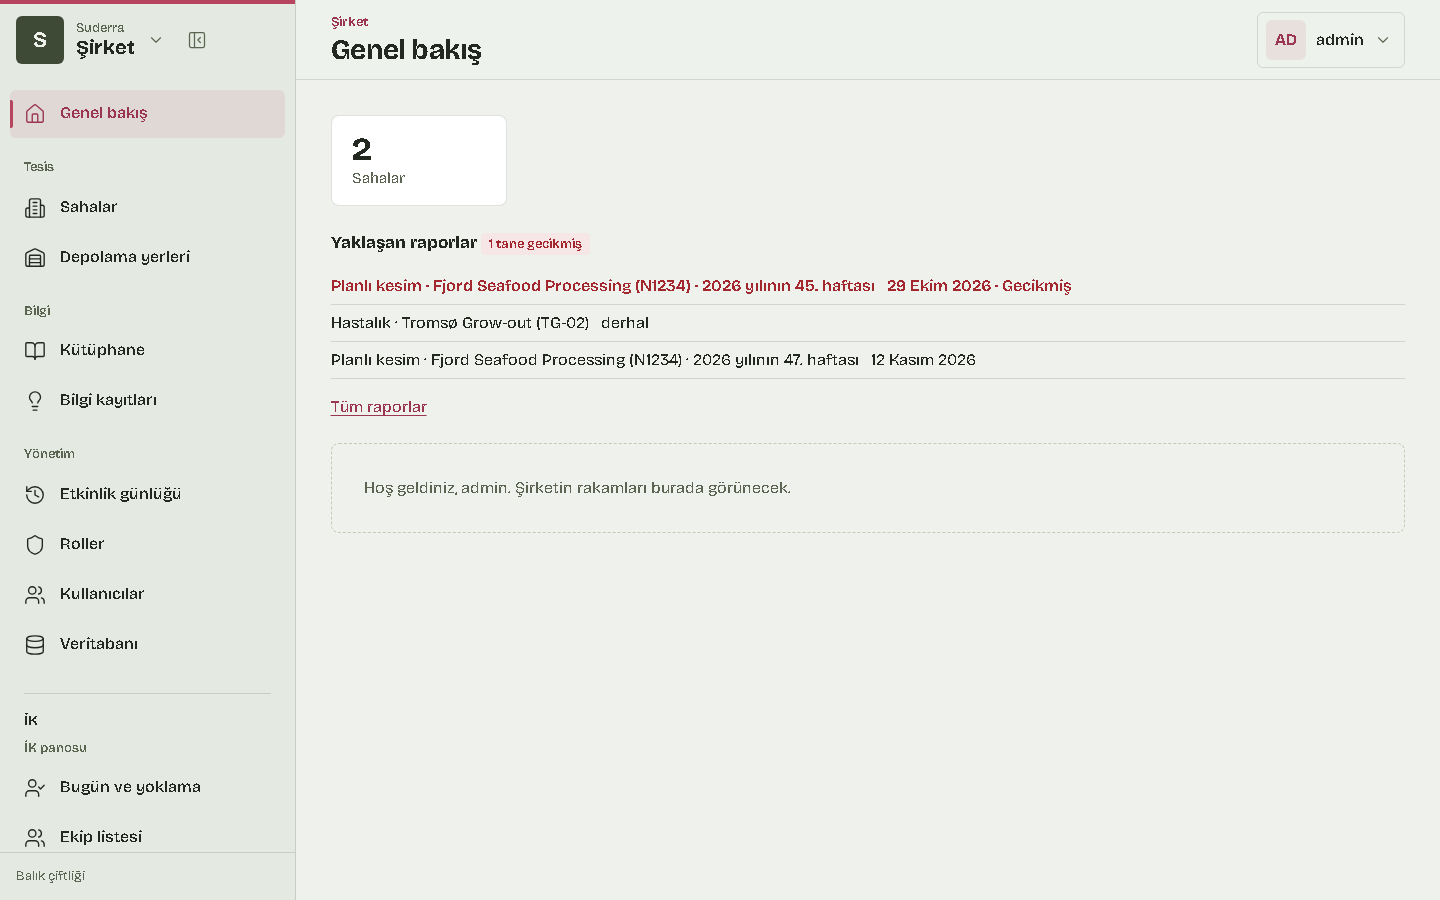 S
Suderra
Şirket
Genel bakış
Tesis
Sahalar
Depolama yerleri
Bilgi
Kütüphane
Bilgi kayıtları
Yönetim
Etkinlik günlüğü
Roller
Kullanıcılar
Veritabanı
İK
İK panosu
Bugün ve yoklama
Ekip listesi
Balık çiftliği
Şirket
Genel bakış
AD admin
2
Sahalar
Yaklaşan raporlar 1 tane gecikmiş
Planlı kesim · Fjord Seafood Processing (N1234) · 2026 yılının 45. haftası 29 Ekim 2026 · Gecikmiş
Hastalık · Tromsø Grow-out (TG-02) derhal
Planlı kesim · Fjord Seafood Processing (N1234) · 2026 yılının 47. haftası 12 Kasım 2026
Tüm raporlar
Hoş geldiniz, admin. Şirketin rakamları burada görünecek.